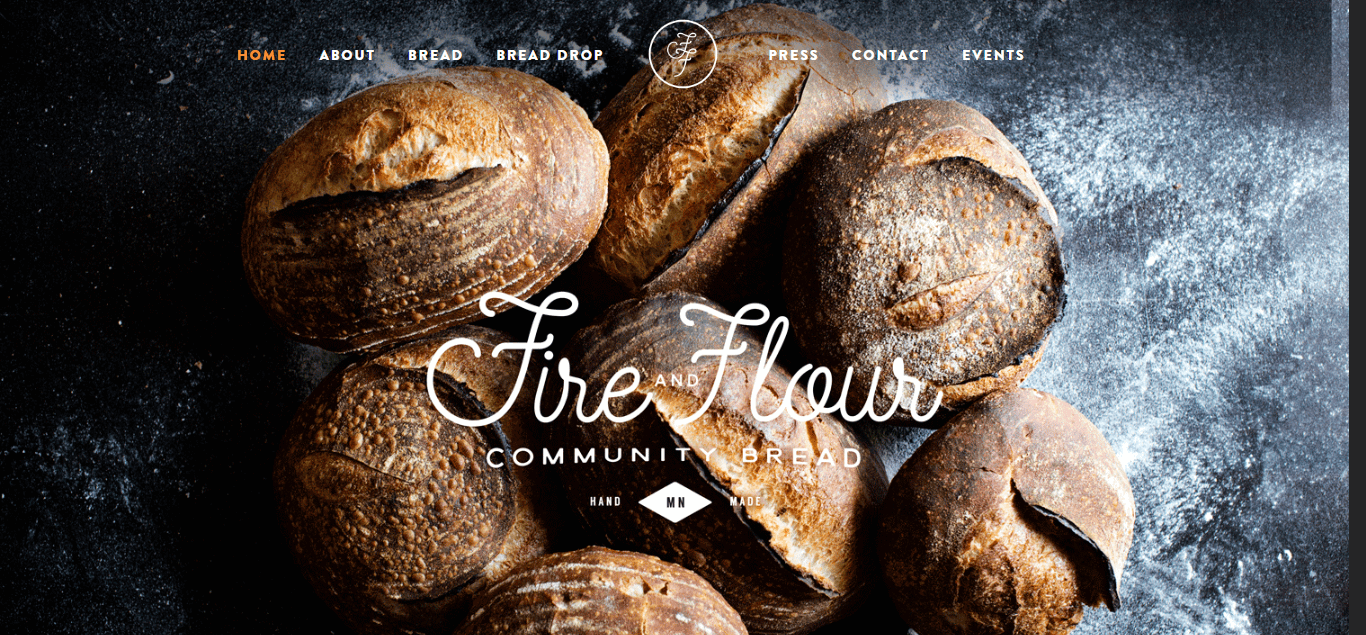 HOME ABOUT BREAD BREAD DROP FF PRESS CONTACT EVENTS
Fire AND Flour
COMMUNITY BREAD
HAND MN MADE